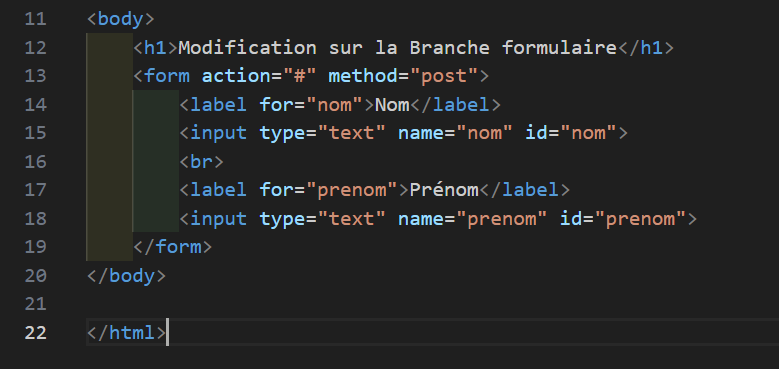 11 <body>
12 <h1>Modification sur la Branche formulaire</h1>
13 <form action="#" method="post">
14 <label for="nom">Nom</label>
15 <input type="text" name="nom" id="nom">
16 <br>
17 <label for="prenom">Prénom</label>
18 <input type="text" name="prenom" id="prenom">
19 </form>
20 </body>
21
22 </html>